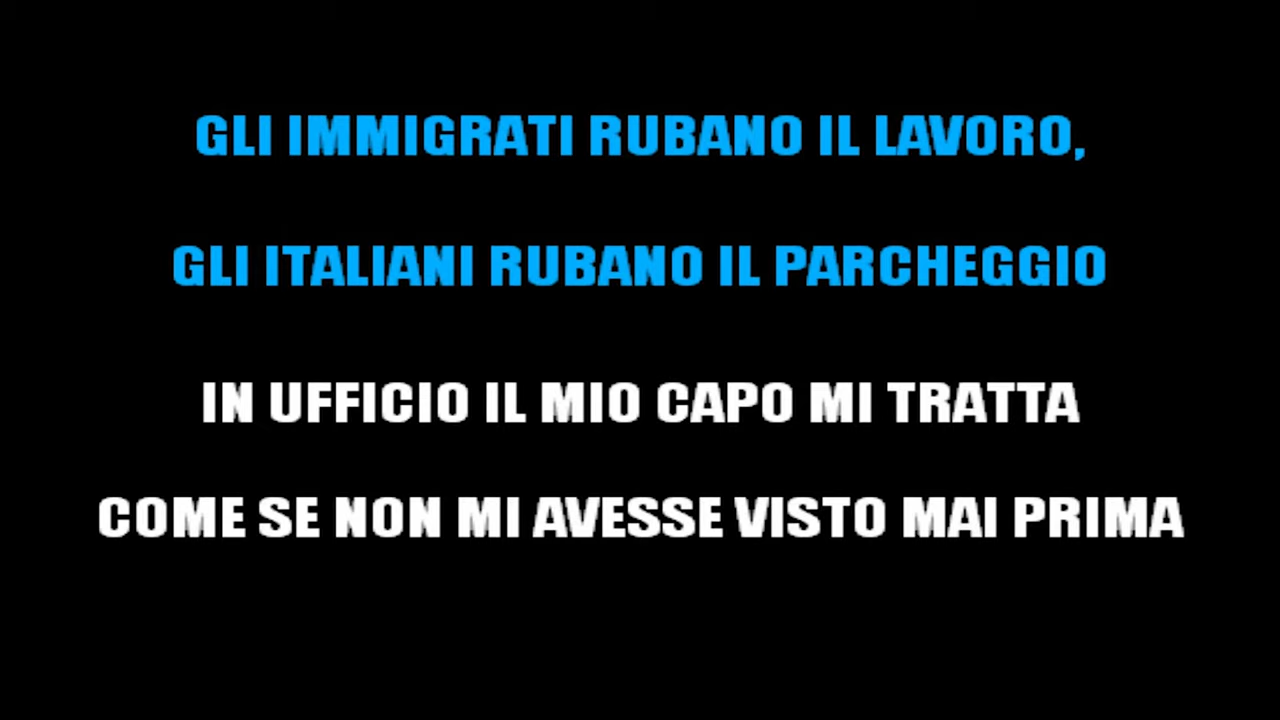 GLI IMMIGRATI RUBANO IL LAVORO,
GLI ITALIANI RUBANO IL PARCHEGGIO
IN UFFICIO IL MIO CAPO MI TRATTA
COME SE NON MI AVESSE VISTO MAI PRIMA